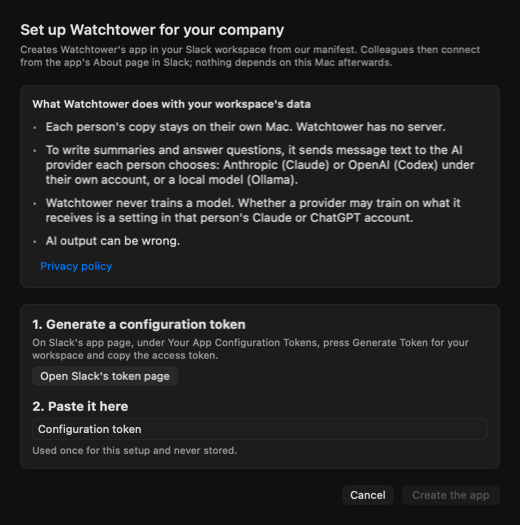 Set up Watchtower for your company
Creates Watchtower's app in your Slack workspace from our manifest. Colleagues then connect
from the app's About page in Slack; nothing depends on this Mac afterwards.
What Watchtower does with your workspace's data
• Each person's copy stays on their own Mac. Watchtower has no server.
• To write summaries and answer questions, it sends message text to the AI
provider each person chooses: Anthropic (Claude) or OpenAI (Codex) under
their own account, or a local model (Ollama).
• Watchtower never trains a model. Whether a provider may train on what it
receives is a setting in that person's Claude or ChatGPT account.
• AI output can be wrong.
Privacy policy
1. Generate a configuration token
On Slack's app page, under Your App Configuration Tokens, press Generate Token for your
workspace and copy the access token.
Open Slack's token page
2. Paste it here
Configuration token
Used once for this setup and never stored.
Cancel
Create the app